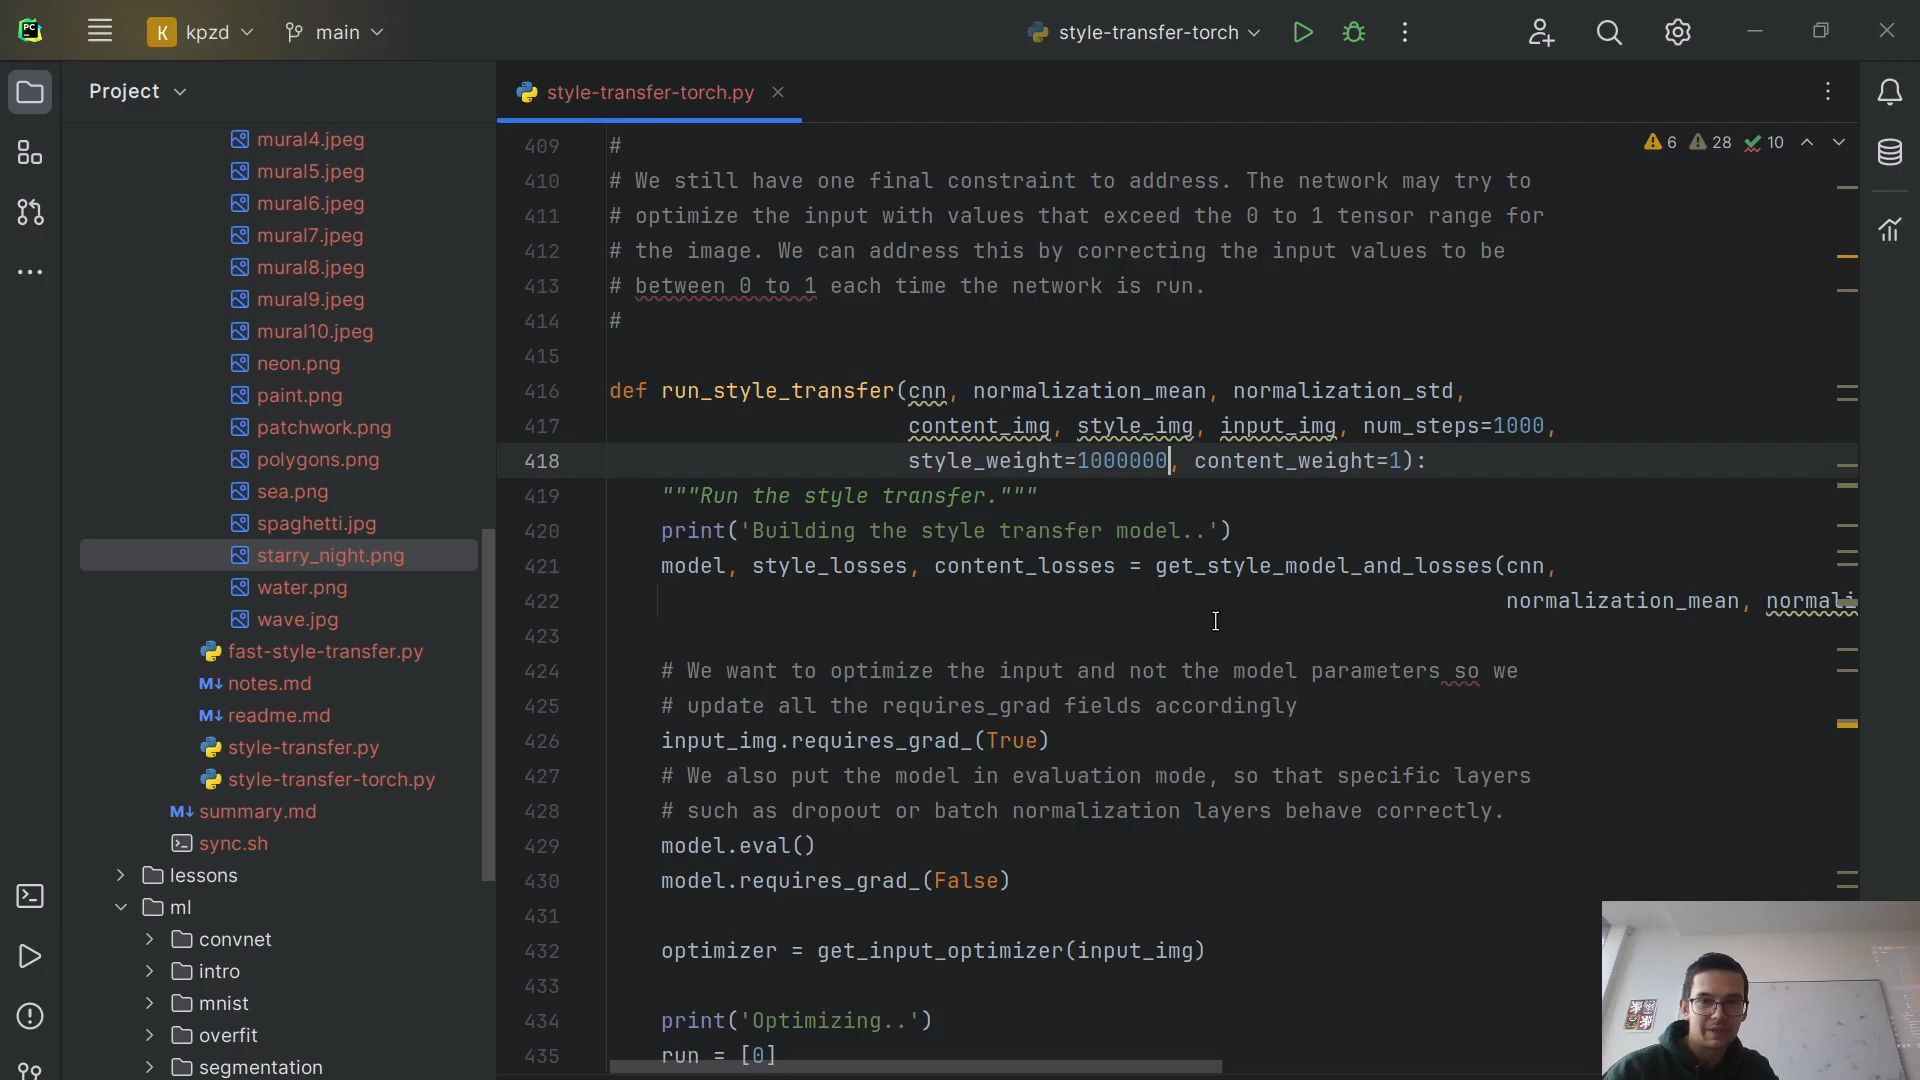 PC
K kpzd
main
style-transfer-torch
Project
mural4.jpeg
mural5.jpeg
mural6.jpeg
mural7.jpeg
mural8.jpeg
mural9.jpeg
mural10.jpeg
neon.png
paint.png
patchwork.png
polygons.png
sea.png
spaghetti.jpg
starry_night.png
water.png
wave.jpg
fast-style-transfer.py
M↓ notes.md
M↓ readme.md
style-transfer.py
style-transfer-torch.py
M↓ summary.md
sync.sh
lessons
ml
convnet
intro
mnist
overfit
segmentation
style-transfer-torch.py
6 28 10
409 #
410 # We still have one final constraint to address. The network may try to
411 # optimize the input with values that exceed the 0 to 1 tensor range for
412 # the image. We can address this by correcting the input values to be
413 # between 0 to 1 each time the network is run.
414 #
415
416 def run_style_transfer(cnn, normalization_mean, normalization_std,
417 content_img, style_img, input_img, num_steps=1000,
418 style_weight=1000000, content_weight=1):
419 """Run the style transfer."""
420 print('Building the style transfer model..')
421 model, style_losses, content_losses = get_style_model_and_losses(cnn,
422 normalization_mean, normali
423
424 # We want to optimize the input and not the model parameters so we
425 # update all the requires_grad fields accordingly
426 input_img.requires_grad_(True)
427 # We also put the model in evaluation mode, so that specific layers
428 # such as dropout or batch normalization layers behave correctly.
429 model.eval()
430 model.requires_grad_(False)
431
432 optimizer = get_input_optimizer(input_img)
433
434 print('Optimizing..')
435 run = [0]